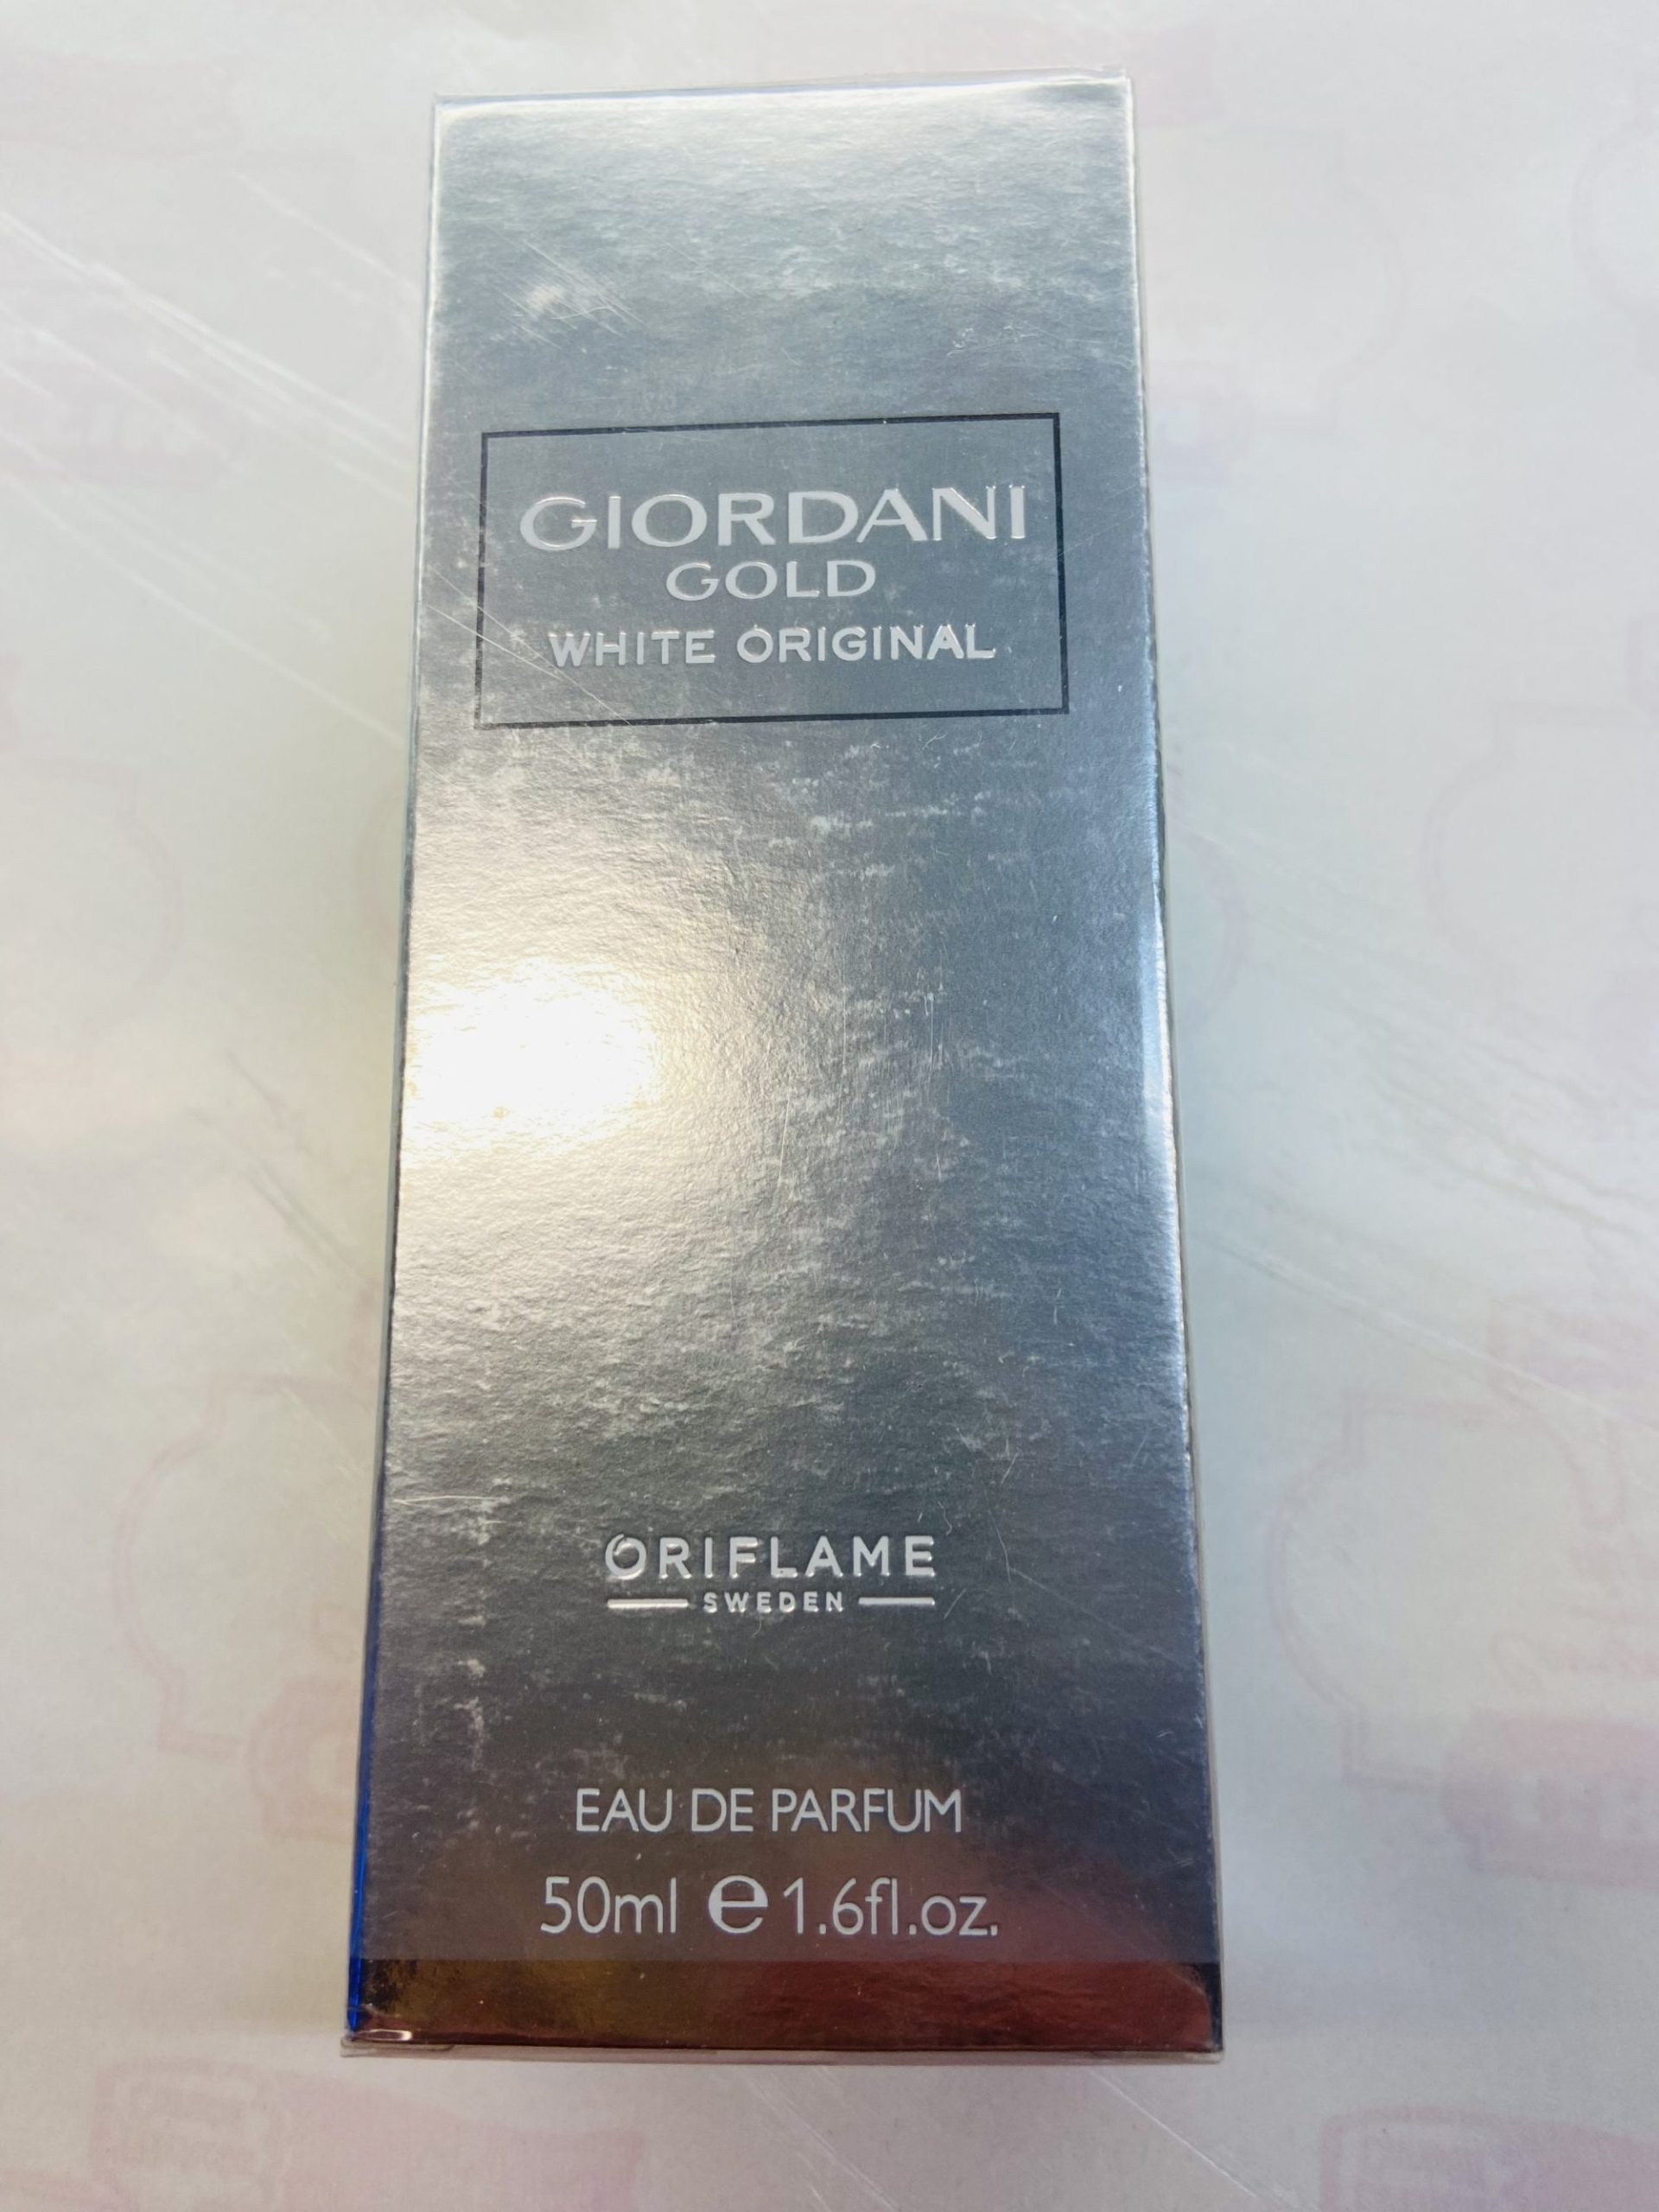 GIORDANI
GOLD
WHITE ORIGINAL
ORIFLAME
SWEDEN
EAU DE PARFUM
50ml e 1.6fl.oz.